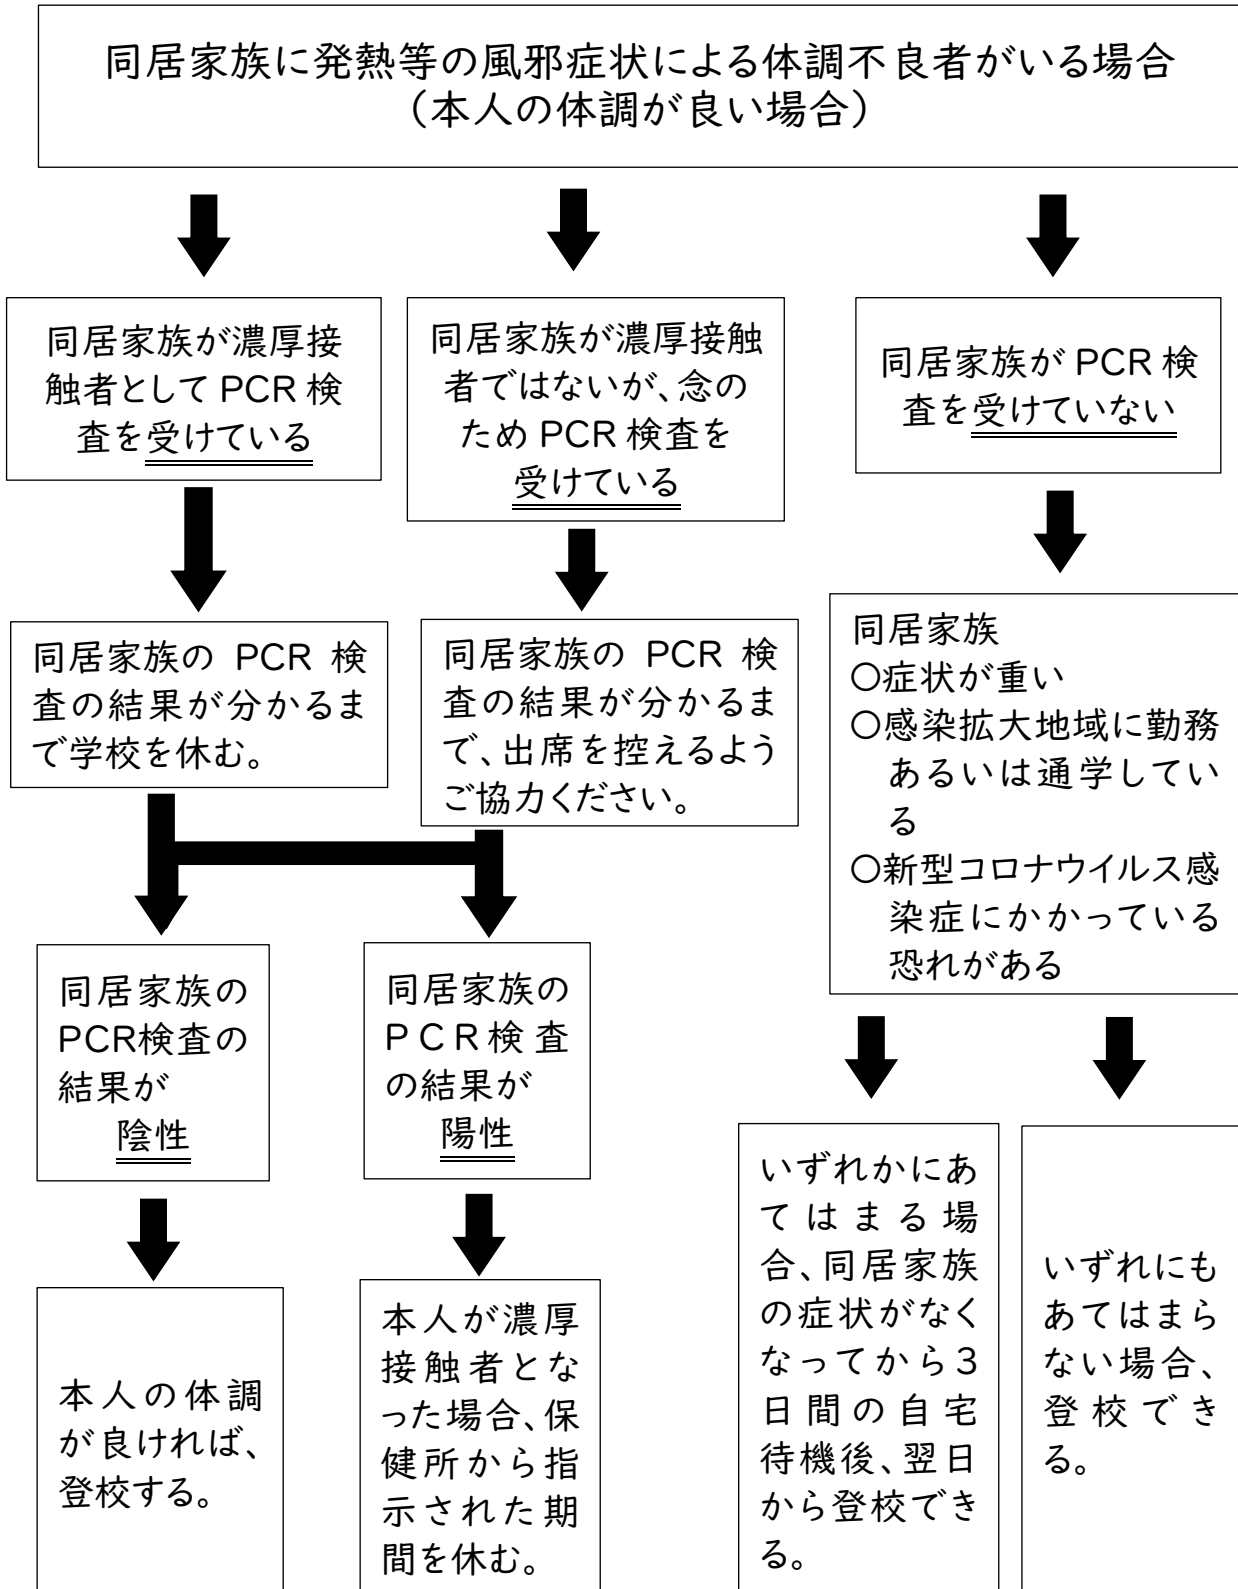 同居家族に発熱等の風邪症状による体調不良者がいる場合
（本人の体調が良い場合）
同居家族が濃厚接
触者として PCR 検
査を受けている
同居家族が濃厚接触
者ではないが、念の
ため PCR 検査を
受けている
同居家族が PCR 検
査を受けていない
同居家族の PCR 検
査の結果が分かるま
で学校を休む。
同居家族の PCR 検
査の結果が分かるま
で、出席を控えるよう
ご協力ください。
同居家族
○症状が重い
○感染拡大地域に勤務
あるいは通学してい
る
○新型コロナウイルス感
染症にかかっている
恐れがある
同居家族の
PCR検査の
結果が
陰性
同居家族の
PCR検査
の結果が
陽性
いずれかにあ
てはまる場
合、同居家族
の症状がなく
なってから3
日間の自宅
待機後、翌日
から登校でき
る。
いずれにも
あてはまら
ない場合、
登校でき
る。
本人の体調
が良ければ、
登校する。
本人が濃厚
接触者とな
った場合、保
健所から指
示された期
間を休む。